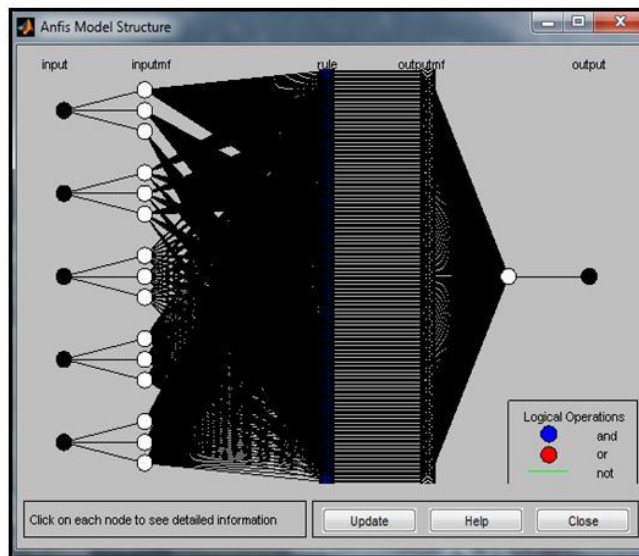 Anfis Model Structure
input
inputmf
rule
outputmf
output
Logical Operations
and
or
not
Click on each node to see detailed information
Update
Help
Close